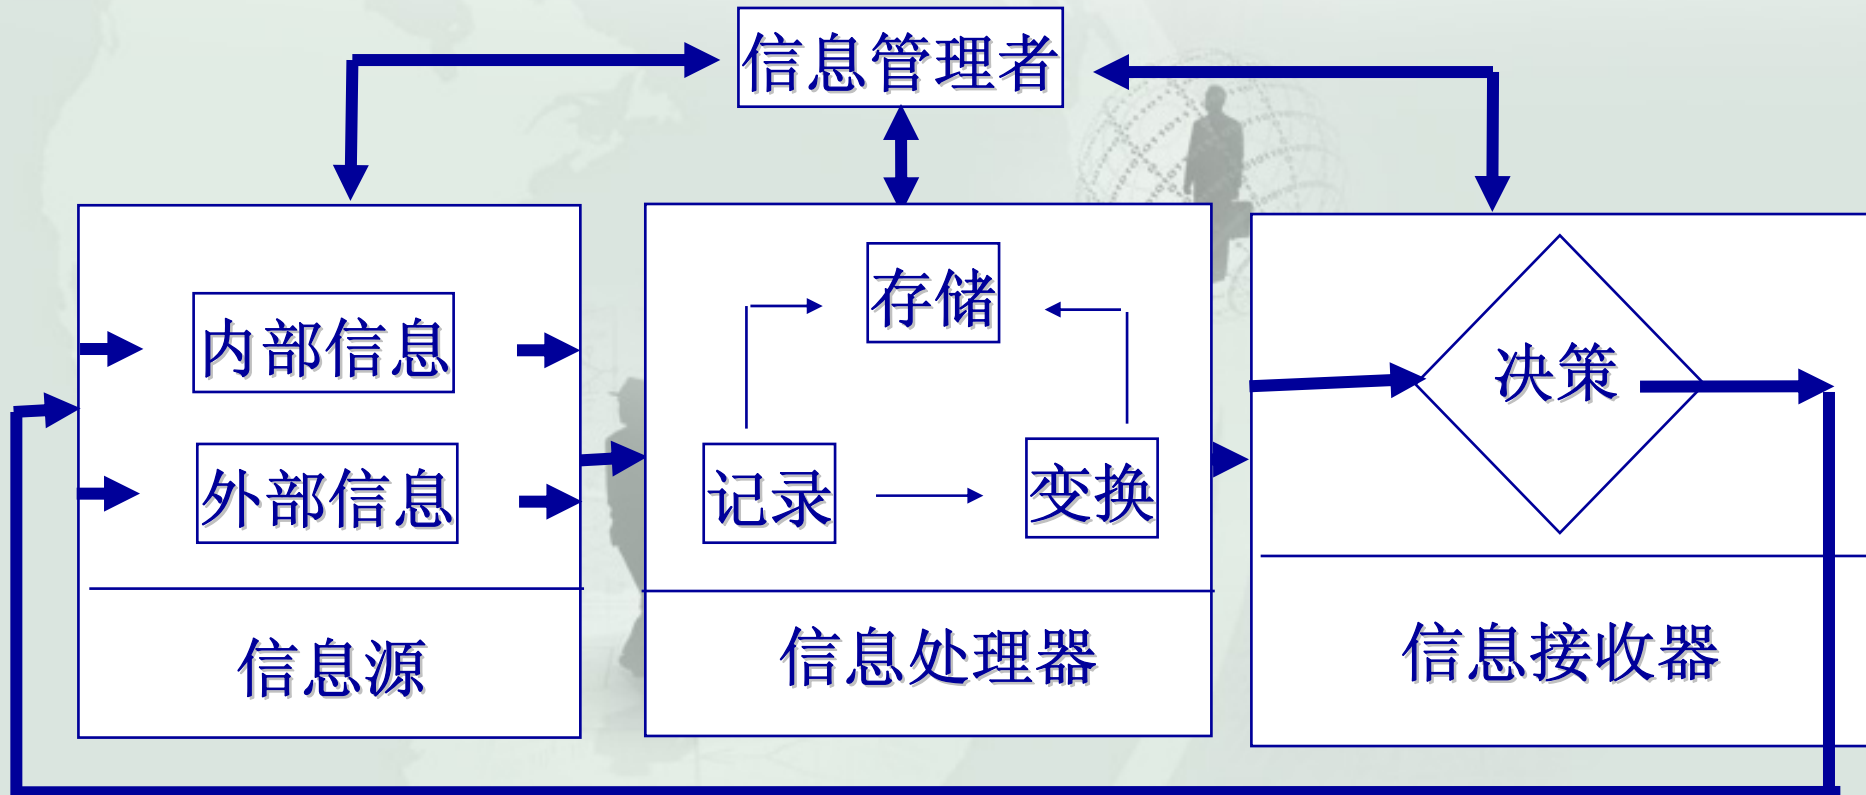 信息管理者
内部信息
外部信息
信息源
存储
记录
变换
信息处理器
决策
信息接收器